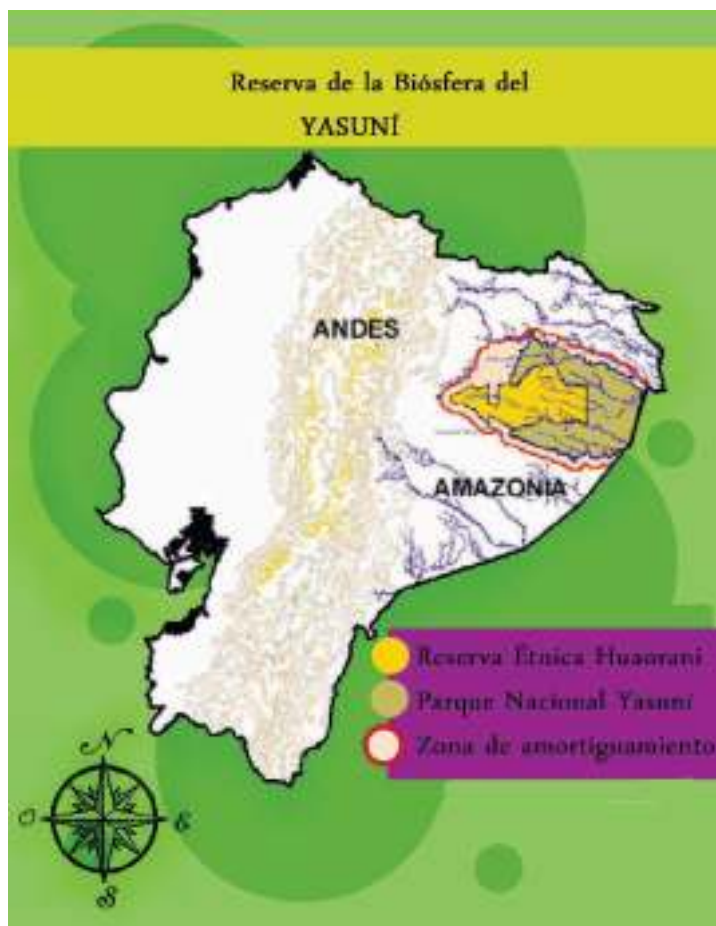 Reserva de la Biósfera del
YASUNÍ
ANDES
AMAZONIA
Reserva Étnica Huaorani
Parque Nacional Yasuní
Zona de amortiguamiento
N
O
E
S